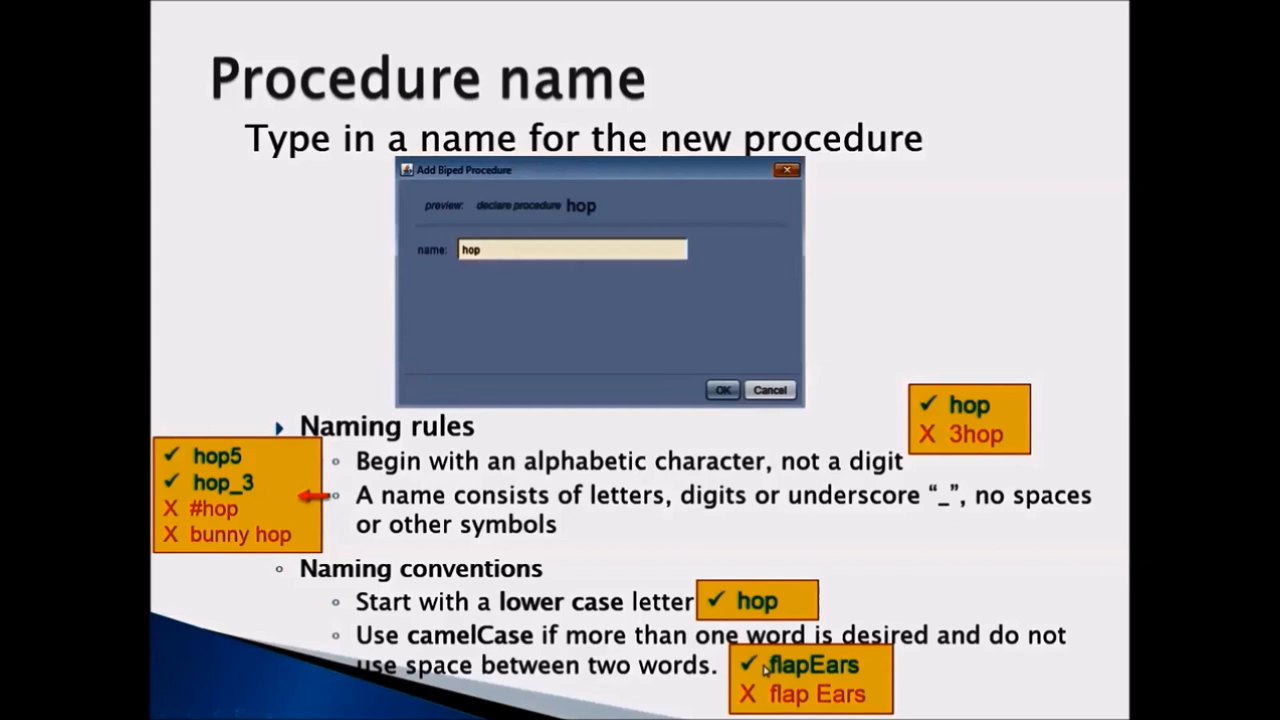 Procedure name
Type in a name for the new procedure
Add Biped Procedure
preview: declare procedure hop
name: hop
OK Cancel
✓ hop
X 3hop
Naming rules
✓ hop5
✓ hop_3
X #hop
X bunny hop
Begin with an alphabetic character, not a digit
A name consists of letters, digits or underscore “_”, no spaces
or other symbols
Naming conventions
Start with a lower case letter
✓ hop
Use camelCase if more than one word is desired and do not
use space between two words.
✓ flapEars
X flap Ears